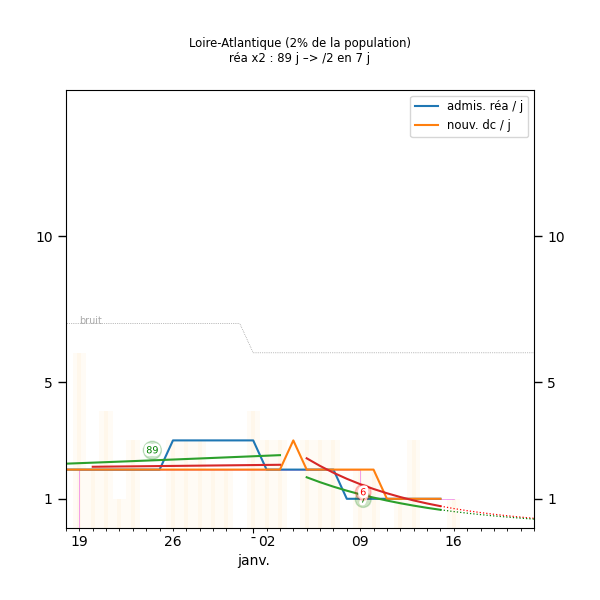 Loire-Atlantique (2% de la population)
réa x2 : 89 j –> /2 en 7 j
admis. réa / j
nouv. dc / j
10
10
bruit
5
5
89
6
7
1
1
19
26
02
09
16
janv.